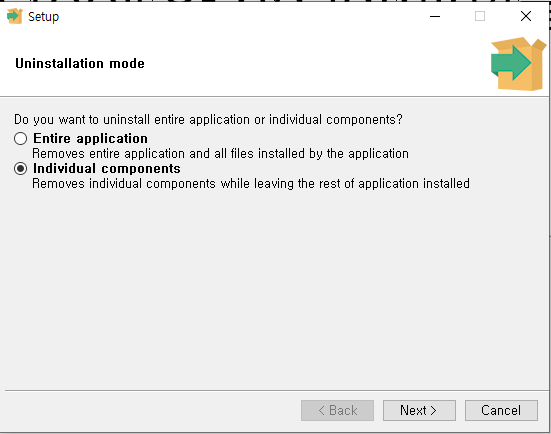 Setup
Uninstallation mode
Do you want to uninstall entire application or individual components?
Entire application
Removes entire application and all files installed by the application
Individual components
Removes individual components while leaving the rest of application installed
< Back
Next >
Cancel